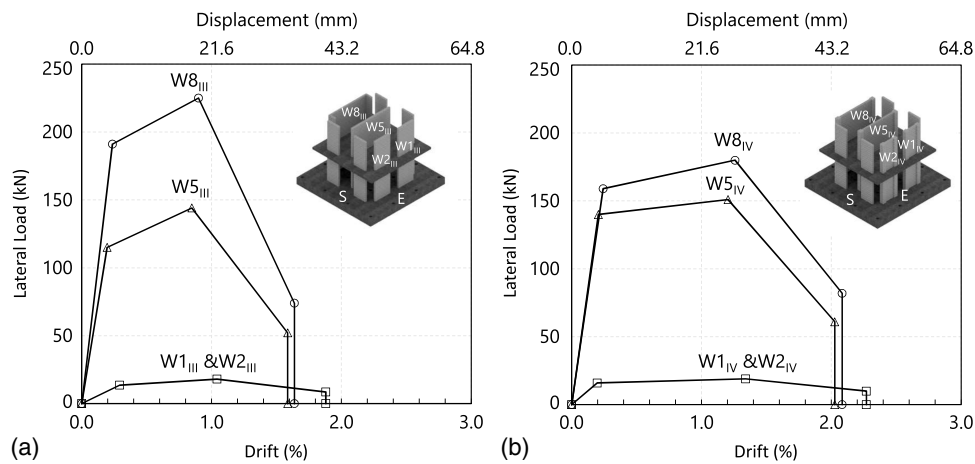 Displacement (mm)
0.0 21.6 43.2 64.8
250
200
150
100
50
0
Lateral Load (kN)
W8III
W5III
W1III &W2III
W8III
W5III
W1III
W2III
S E
0.0 1.0 2.0 3.0
Drift (%)
(a)
Displacement (mm)
0.0 21.6 43.2 64.8
250
200
150
100
50
0
Lateral Load (kN)
W8IV
W5IV
W1IV &W2IV
W8IV
W5IV
W1IV
W2IV
S E
0.0 1.0 2.0 3.0
Drift (%)
(b)